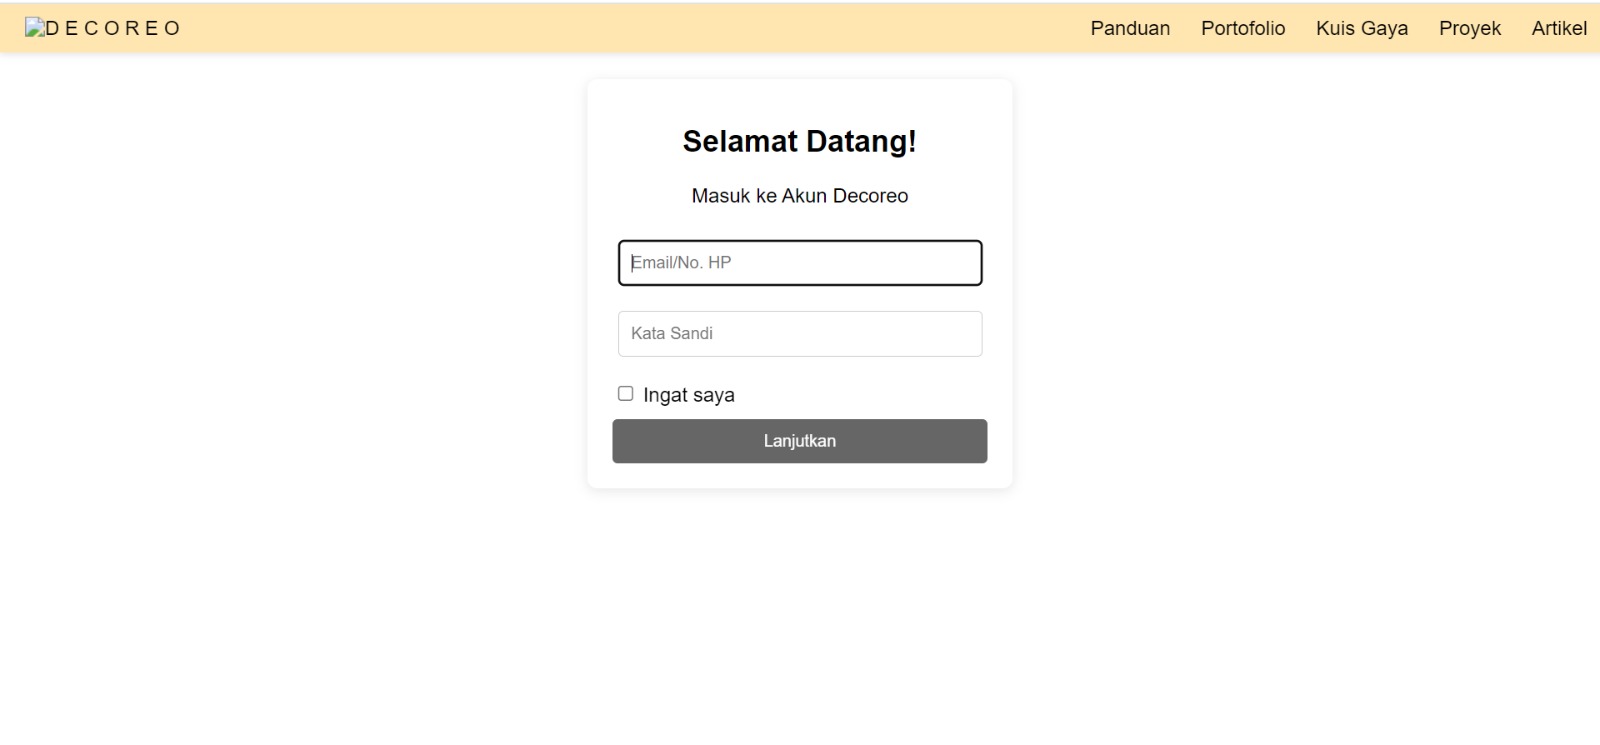 D E C O R E O Panduan Portofolio Kuis Gaya Proyek Artikel
Selamat Datang!
Masuk ke Akun Decoreo
Email/No. HP
Kata Sandi
Ingat saya
Lanjutkan